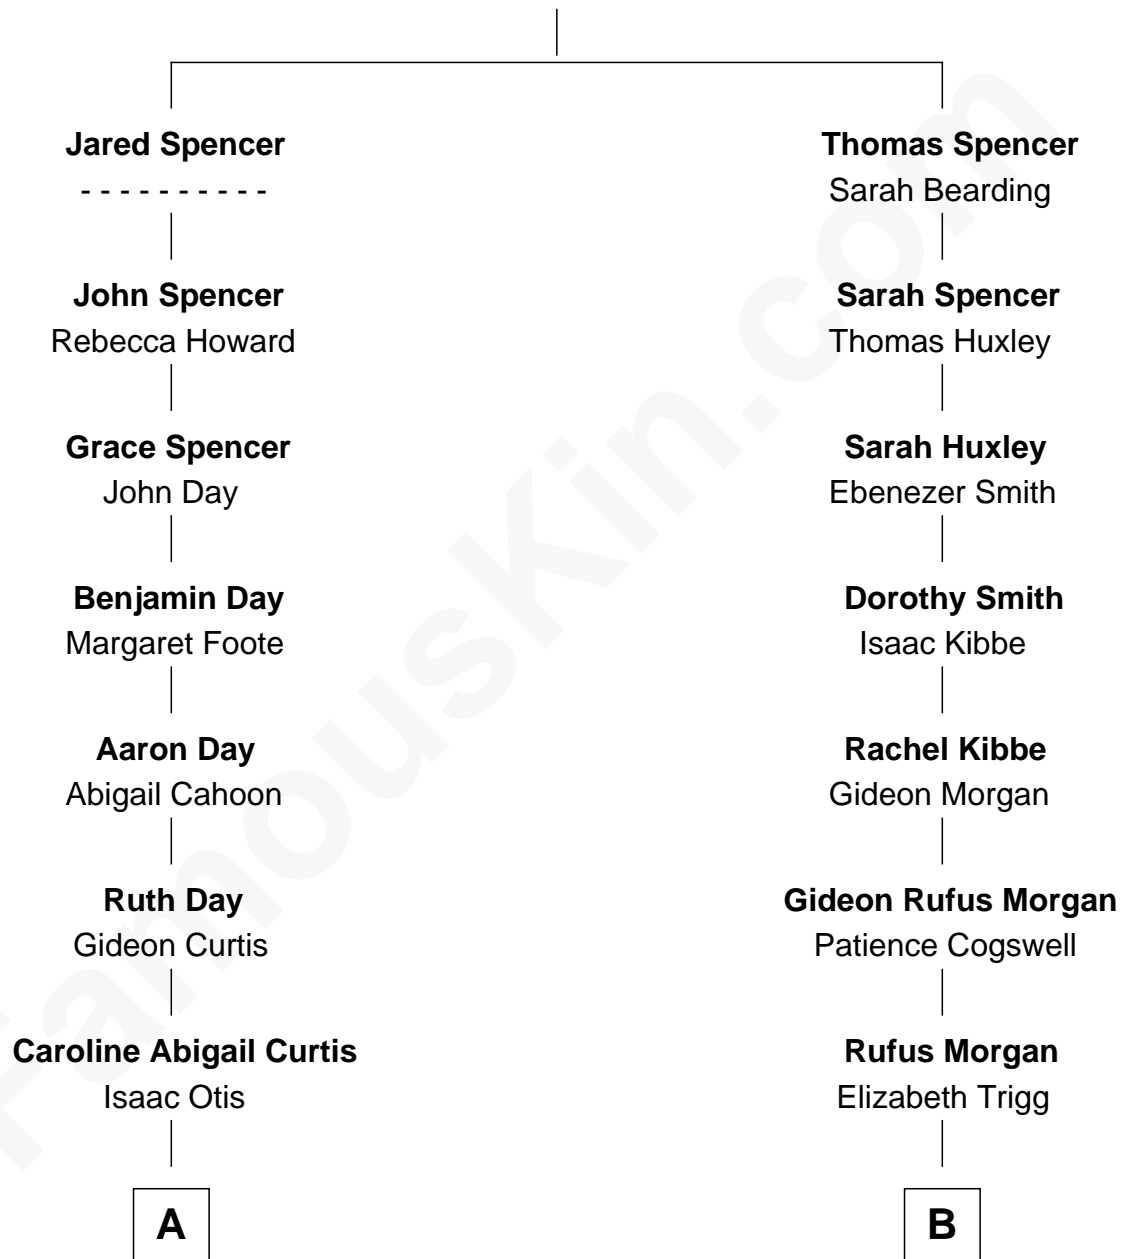 Jared Spencer
- - - - - - - - - -
John Spencer
Rebecca Howard
Grace Spencer
John Day
Benjamin Day
Margaret Foote
Aaron Day
Abigail Cahoon
Ruth Day
Gideon Curtis
Caroline Abigail Curtis
Isaac Otis
A
Thomas Spencer
Sarah Bearding
Sarah Spencer
Thomas Huxley
Sarah Huxley
Ebenezer Smith
Dorothy Smith
Isaac Kibbe
Rachel Kibbe
Gideon Morgan
Gideon Rufus Morgan
Patience Cogswell
Rufus Morgan
Elizabeth Trigg
B
FamousKin.com